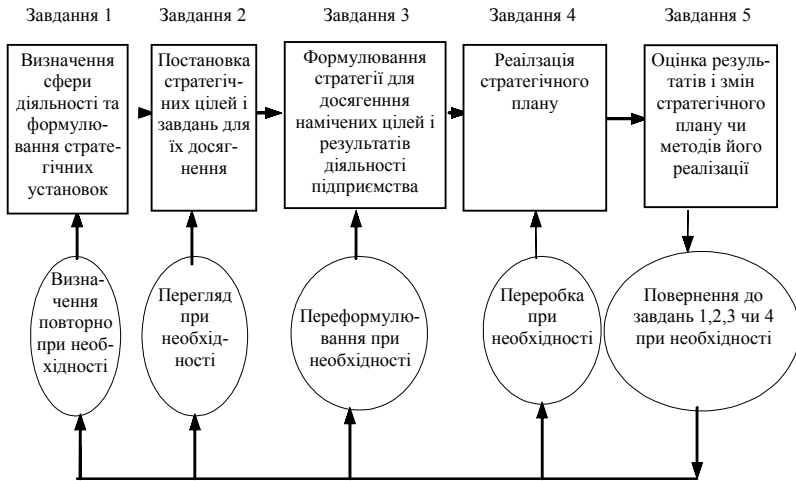 Завдання 1
Завдання 2
Завдання 3
Завдання 4
Завдання 5
Визначення
сфери
діяльності та
формулю-
вання страте-
гічних
установок
Постановка
стратегіч-
них цілей і
завдань для
їх досяг-
нення
Формулювання
стратегії для
досягенння
намічених цілей і
результатів
діяльності
підприємства
Реаілзація
стратегічного
плану
Оцінка резуль-
татів і змін
стратегічного
плану чи
методів його
реалізації
Визна-
чення
повторно
при необ-
хідності
Перегляд
при
необхід-
ності
Переформулю-
вання при
необхідності
Переробка
при
необхідності
Повернення до
завдань 1,2,3 чи 4
при необхідності